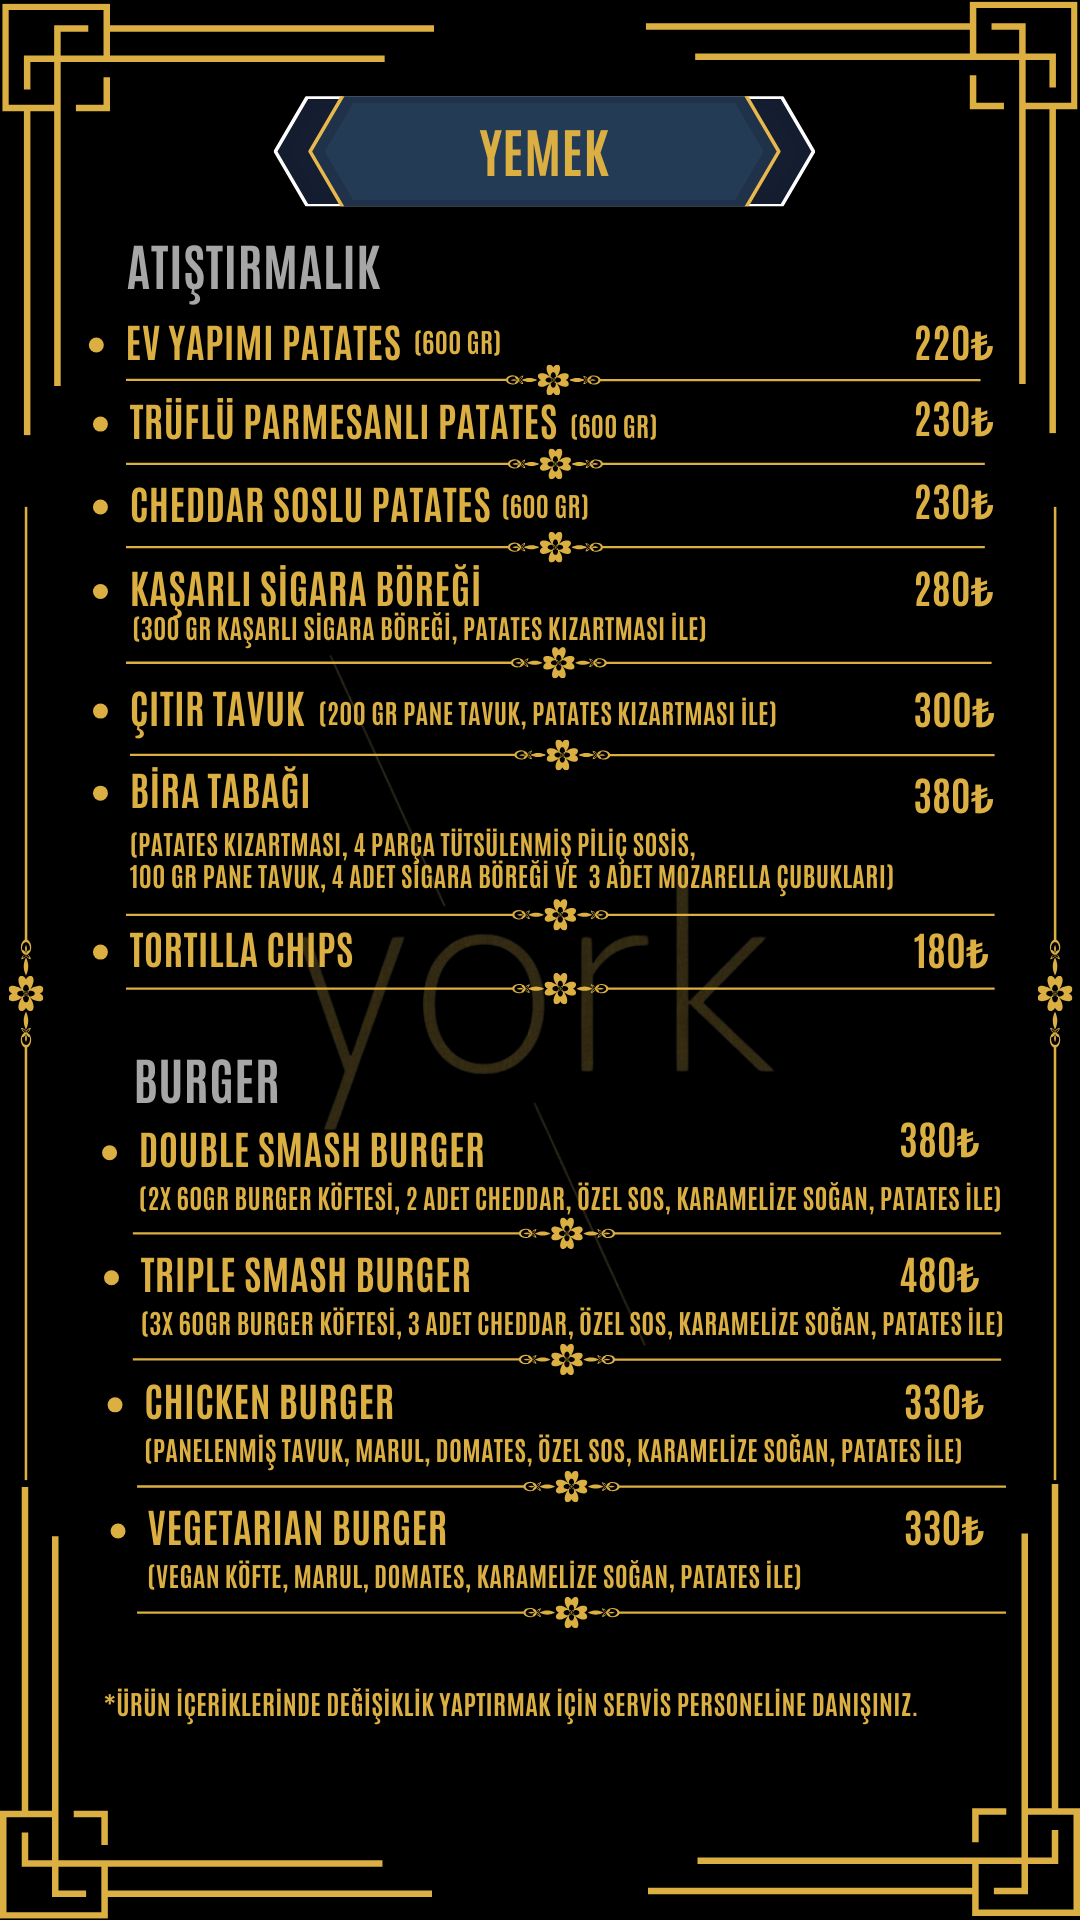 YEMEK
ATIŞTIRMALIK
EV YAPIMI PATATES (600 GR) 220₺
TRÜFLÜ PARMESANLI PATATES (600 GR) 230₺
CHEDDAR SOSLU PATATES (600 GR) 230₺
KAŞARLI SİGARA BÖREĞİ 280₺
(300 GR KAŞARLI SİGARA BÖREĞİ, PATATES KIZARTMASI İLE)
ÇITIR TAVUK (200 GR PANE TAVUK, PATATES KIZARTMASI İLE) 300₺
BİRA TABAĞI 380₺
(PATATES KIZARTMASI, 4 PARÇA TÜTSÜLENMİŞ PİLİÇ SOSİS,
100 GR PANE TAVUK, 4 ADET SİGARA BÖREĞİ VE 3 ADET MOZARELLA ÇUBUKLARI)
TORTILLA CHIPS 180₺
york
BURGER
DOUBLE SMASH BURGER 380₺
(2X 60GR BURGER KÖFTESİ, 2 ADET CHEDDAR, ÖZEL SOS, KARAMELİZE SOĞAN, PATATES İLE)
TRIPLE SMASH BURGER 480₺
(3X 60GR BURGER KÖFTESİ, 3 ADET CHEDDAR, ÖZEL SOS, KARAMELİZE SOĞAN, PATATES İLE)
CHICKEN BURGER 330₺
(PANELENMİŞ TAVUK, MARUL, DOMATES, ÖZEL SOS, KARAMELİZE SOĞAN, PATATES İLE)
VEGETARIAN BURGER 330₺
(VEGAN KÖFTE, MARUL, DOMATES, KARAMELİZE SOĞAN, PATATES İLE)
*ÜRÜN İÇERİKLERİNDE DEĞİŞİKLİK YAPTIRMAK İÇİN SERVİS PERSONELİNE DANIŞINIZ.